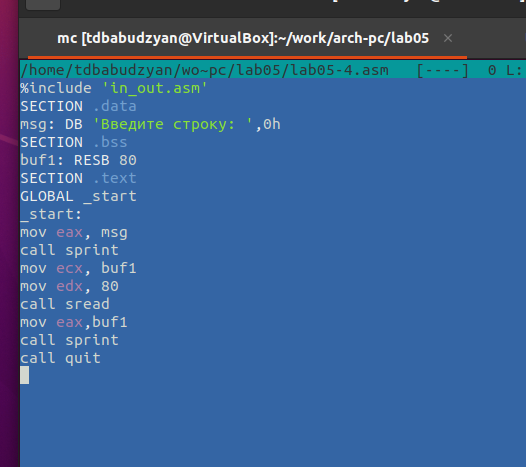 mc [tdbabudzyan@VirtualBox]:~/work/arch-pc/lab05 ×
/home/tdbabudzyan/wo~pc/lab05/lab05-4.asm [----] 0 L:
%include 'in_out.asm'
SECTION .data
msg: DB 'Введите строку: ',0h
SECTION .bss
buf1: RESB 80
SECTION .text
GLOBAL _start
_start:
mov eax, msg
call sprint
mov ecx, buf1
mov edx, 80
call sread
mov eax,buf1
call sprint
call quit